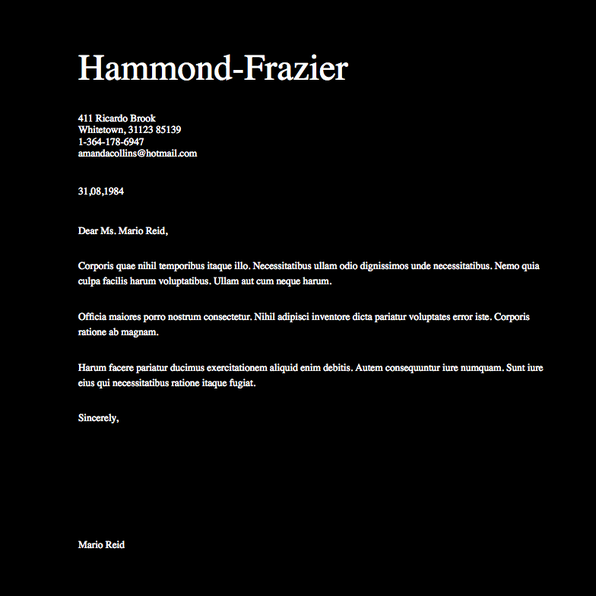 Hammond-Frazier
411 Ricardo Brook
Whitetown, 31123 85139
1-364-178-6947
amandacollins@hotmail.com
31,08,1984
Dear Ms. Mario Reid,
Corporis quae nihil temporibus itaque illo. Necessitatibus ullam odio dignissimos unde necessitatibus. Nemo quia
culpa facilis harum voluptatibus. Ullam aut cum neque harum.
Officia maiores porro nostrum consectetur. Nihil adipisci inventore dicta pariatur voluptates error iste. Corporis
ratione ab magnam.
Harum facere pariatur ducimus exercitationem aliquid enim debitis. Autem consequuntur iure numquam. Sunt iure
eius qui necessitatibus ratione itaque fugiat.
Sincerely,
Mario Reid